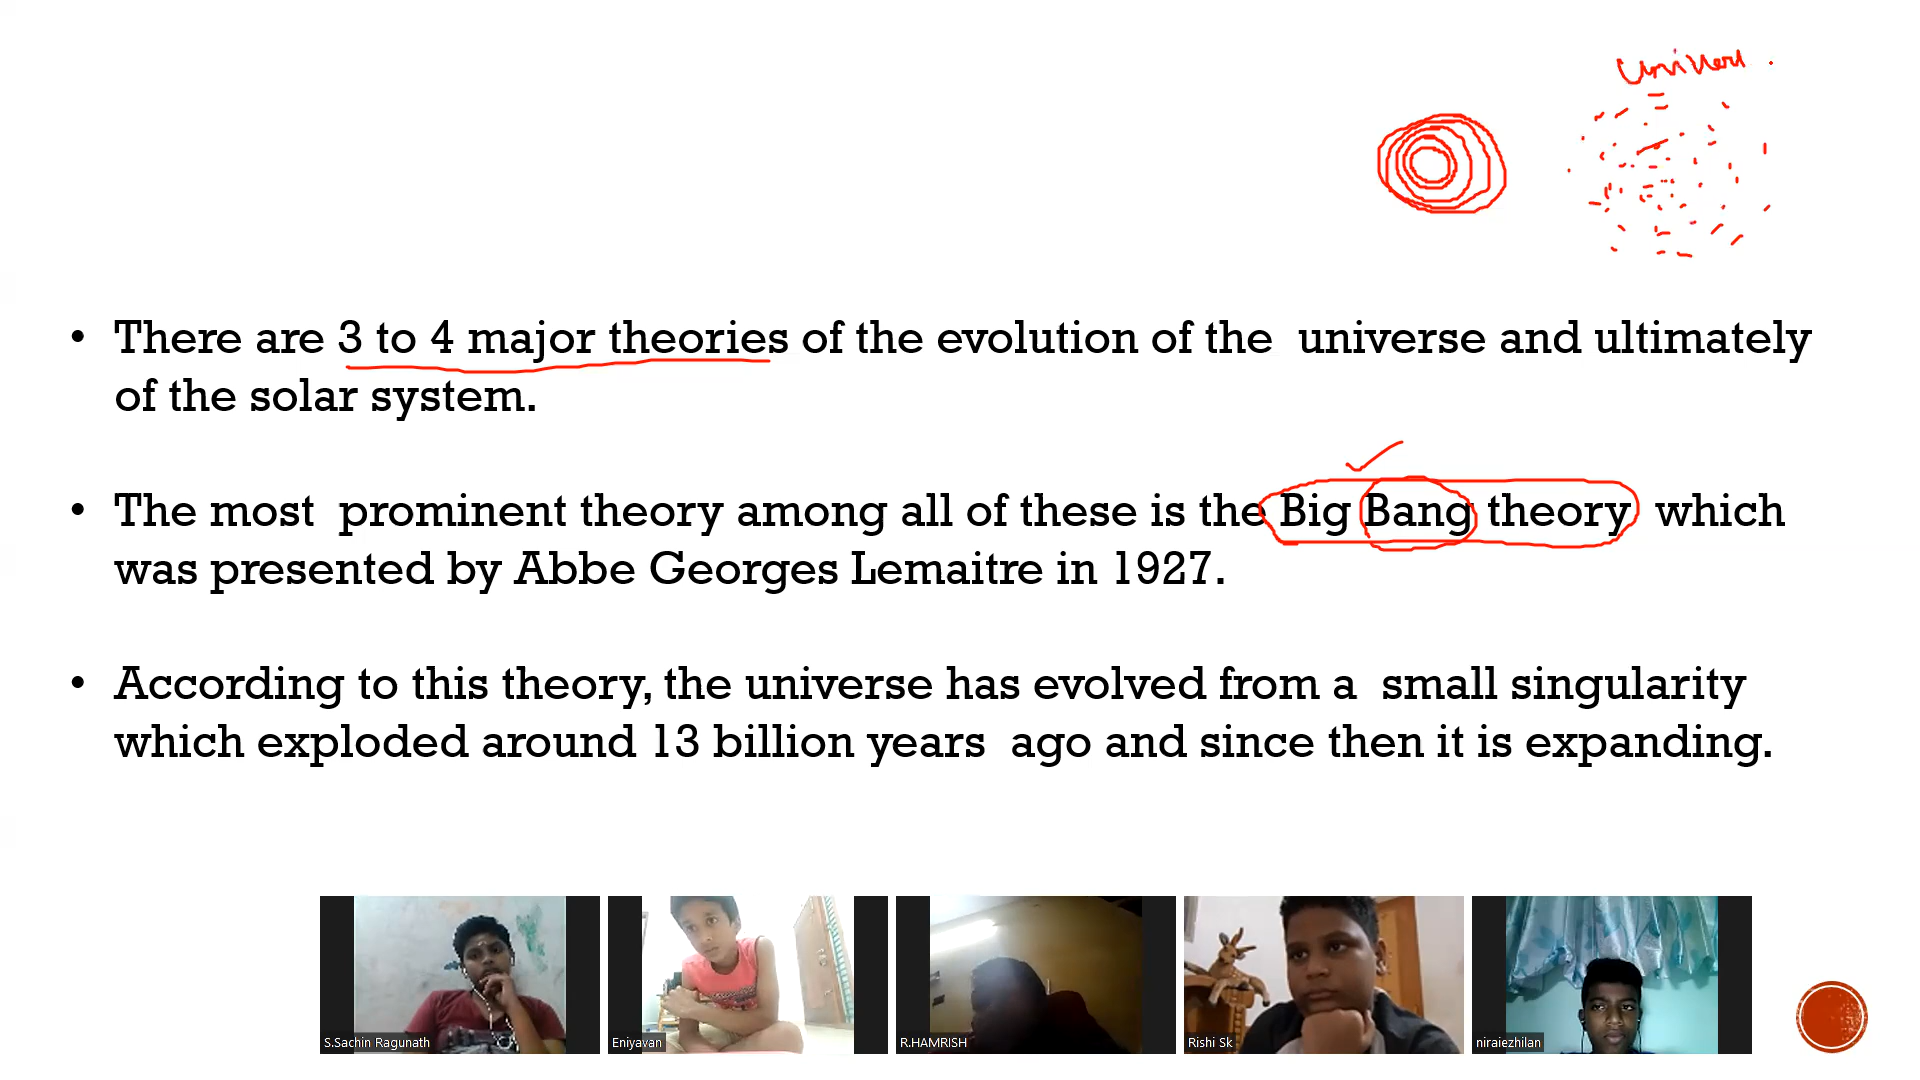 • There are 3 to 4 major theories of the evolution of the universe and ultimately
of the solar system.
• The most prominent theory among all of these is the Big Bang theory which
was presented by Abbe Georges Lemaitre in 1927.
• According to this theory, the universe has evolved from a small singularity
which exploded around 13 billion years ago and since then it is expanding.
S.Sachin Ragunath
Eniyavan
R.HAMRISH
Rishi Sk
niraiezhilan